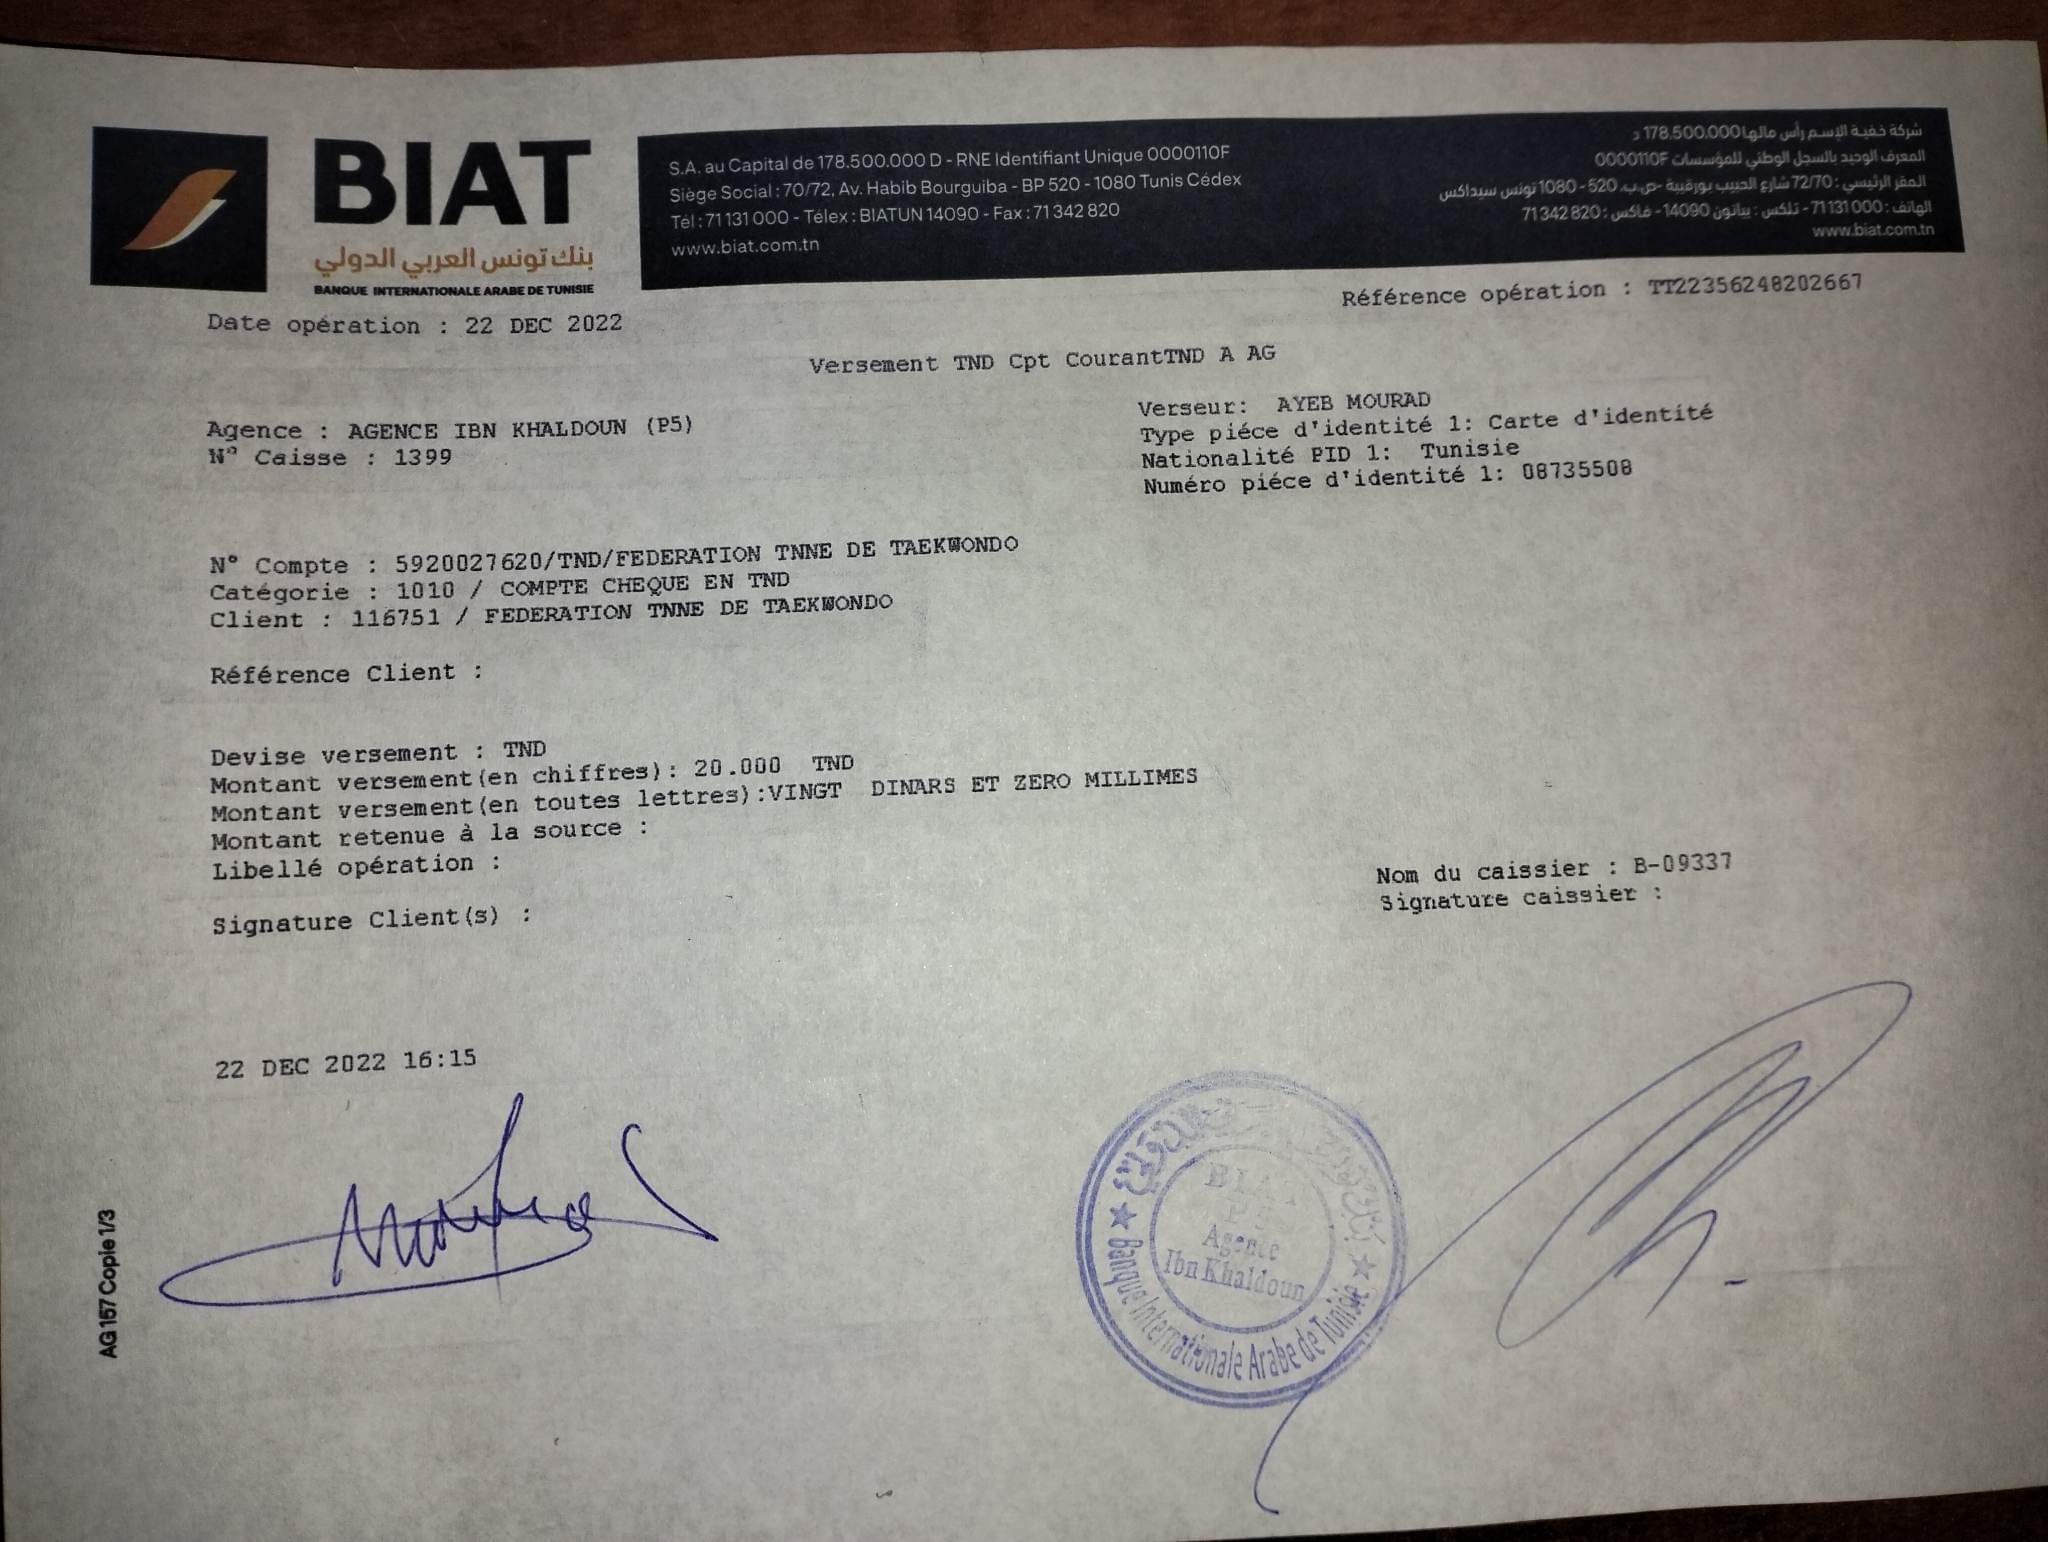 BIAT
بنك تونس العربي الدولي
BANQUE INTERNATIONALE ARABE DE TUNISIE
S.A. au Capital de 178.500.000 D - RNE Identifiant Unique 0000110F
Siège Social : 70/72, Av. Habib Bourguiba - BP 520 - 1080 Tunis Cédex
Tél : 71 131 000 - Télex : BIATUN 14090 - Fax : 71 342 820
www.biat.com.tn
شركة خفية الإسم رأس مالها 178.500.000 د
المعرف الوحيد بالسجل الوطني للمؤسسات 0000110F
المقر الرئيسي : 72/70 شارع الحبيب بورقيبة -ص.ب. 520 - 1080 تونس سيداكس
الهاتف : 71 131 000 - تلكس : بياتون 14090 - فاكس : 71 342 820
www.biat.com.tn
Référence opération : TT22356248202667
Date opération : 22 DEC 2022
Versement TND Cpt CourantTND A AG
Agence : AGENCE IBN KHALDOUN (P5)
N° Caisse : 1399
Verseur: AYEB MOURAD
Type piéce d'identité 1: Carte d'identité
Nationalité PID 1: Tunisie
Numéro piéce d'identité 1: 08735508
N° Compte : 5920027620/TND/FEDERATION TNNE DE TAEKWONDO
Catégorie : 1010 / COMPTE CHEQUE EN TND
Client : 116751 / FEDERATION TNNE DE TAEKWONDO
Référence Client :
Devise versement : TND
Montant versement(en chiffres): 20.000 TND
Montant versement(en toutes lettres):VINGT DINARS ET ZERO MILLIMES
Montant retenue à la source :
Libellé opération :
Nom du caissier : B-09337
Signature caissier :
Signature Client(s) :
22 DEC 2022 16:15
BIAT
Agence
Ibn Khaldoun
Banque Internationale Arabe de Tunisie
AG 157 Copie 1/3